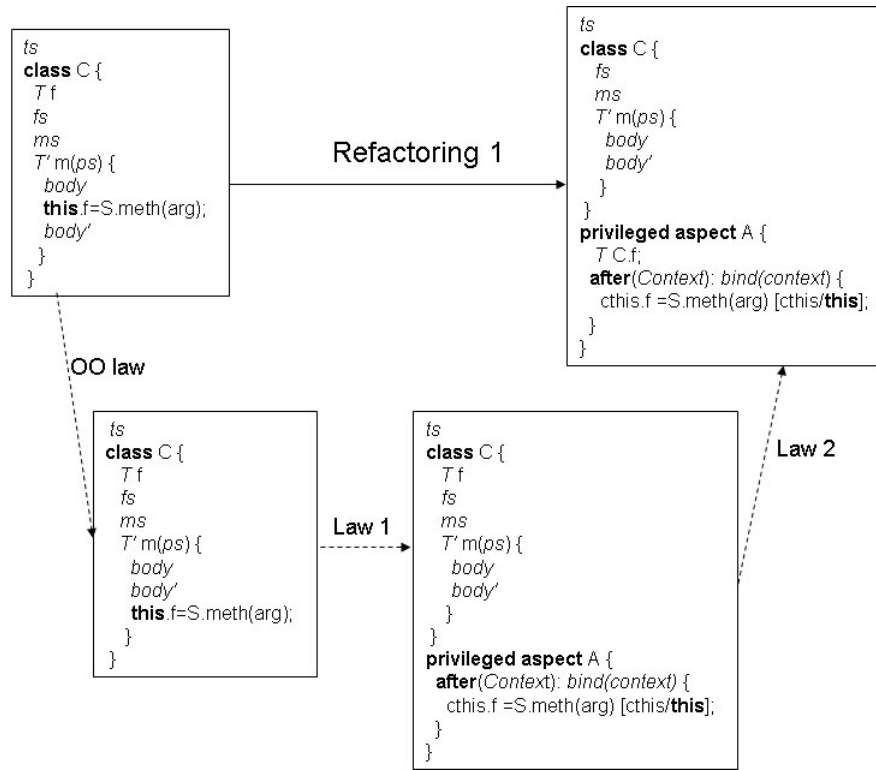 ts
class C {
T f
fs
ms
T' m(ps) {
body
this.f=S.meth(arg);
body'
}
}
Refactoring 1
ts
class C {
fs
ms
T' m(ps) {
body
body'
}
}
privileged aspect A {
T C.f;
after(Context): bind(context) {
cthis.f =S.meth(arg) [cthis/this];
}
}
OO law
ts
class C {
T f
fs
ms
T' m(ps) {
body
body'
this.f=S.meth(arg);
}
}
Law 1
ts
class C {
T f
fs
ms
T' m(ps) {
body
body'
}
}
privileged aspect A {
after(Context): bind(context) {
cthis.f =S.meth(arg) [cthis/this];
}
}
Law 2